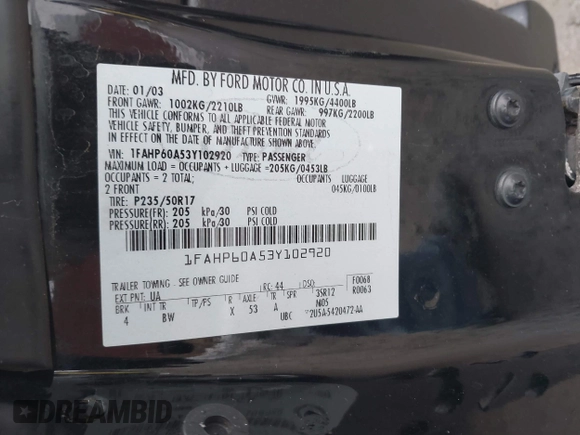 MFD. BY FORD MOTOR CO. IN U.S.A.
DATE: 01/03 GVWR: 1995KG/4400LB
FRONT GAWR: 1002KG/2210LB REAR GAWR: 997KG/2200LB
THIS VEHICLE CONFORMS TO ALL APPLICABLE FEDERAL MOTOR
VEHICLE SAFETY, BUMPER, AND THEFT PREVENTION STANDARDS
IN EFFECT ON THE DATE OF MANUFACTURE SHOWN ABOVE.
VIN: 1FAHP60A53Y102920 TYPE: PASSENGER
MAXIMUM LOAD = OCCUPANTS + LUGGAGE =205KG/0453LB
OCCUPANTS = 2 TOTAL: OCCUPANTS LUGGAGE
2 FRONT 045KG/0100LB
TIRE: P235/50R17
PRESSURE(FR): 205 kPa/30 PSI COLD
PRESSURE(RR): 205 kPa/30 PSI COLD
1FAHP60A53Y102920
TRAILER TOWING - SEE OWNER GUIDE F0068
EXT PNT: UA RC: 44 DSO: R0063
BRK INT TR TP/PS R AXLE TR SPR 3SR12
4 BW X 53 A UBC N05
2U5A-5420472-AA
DREAMBID